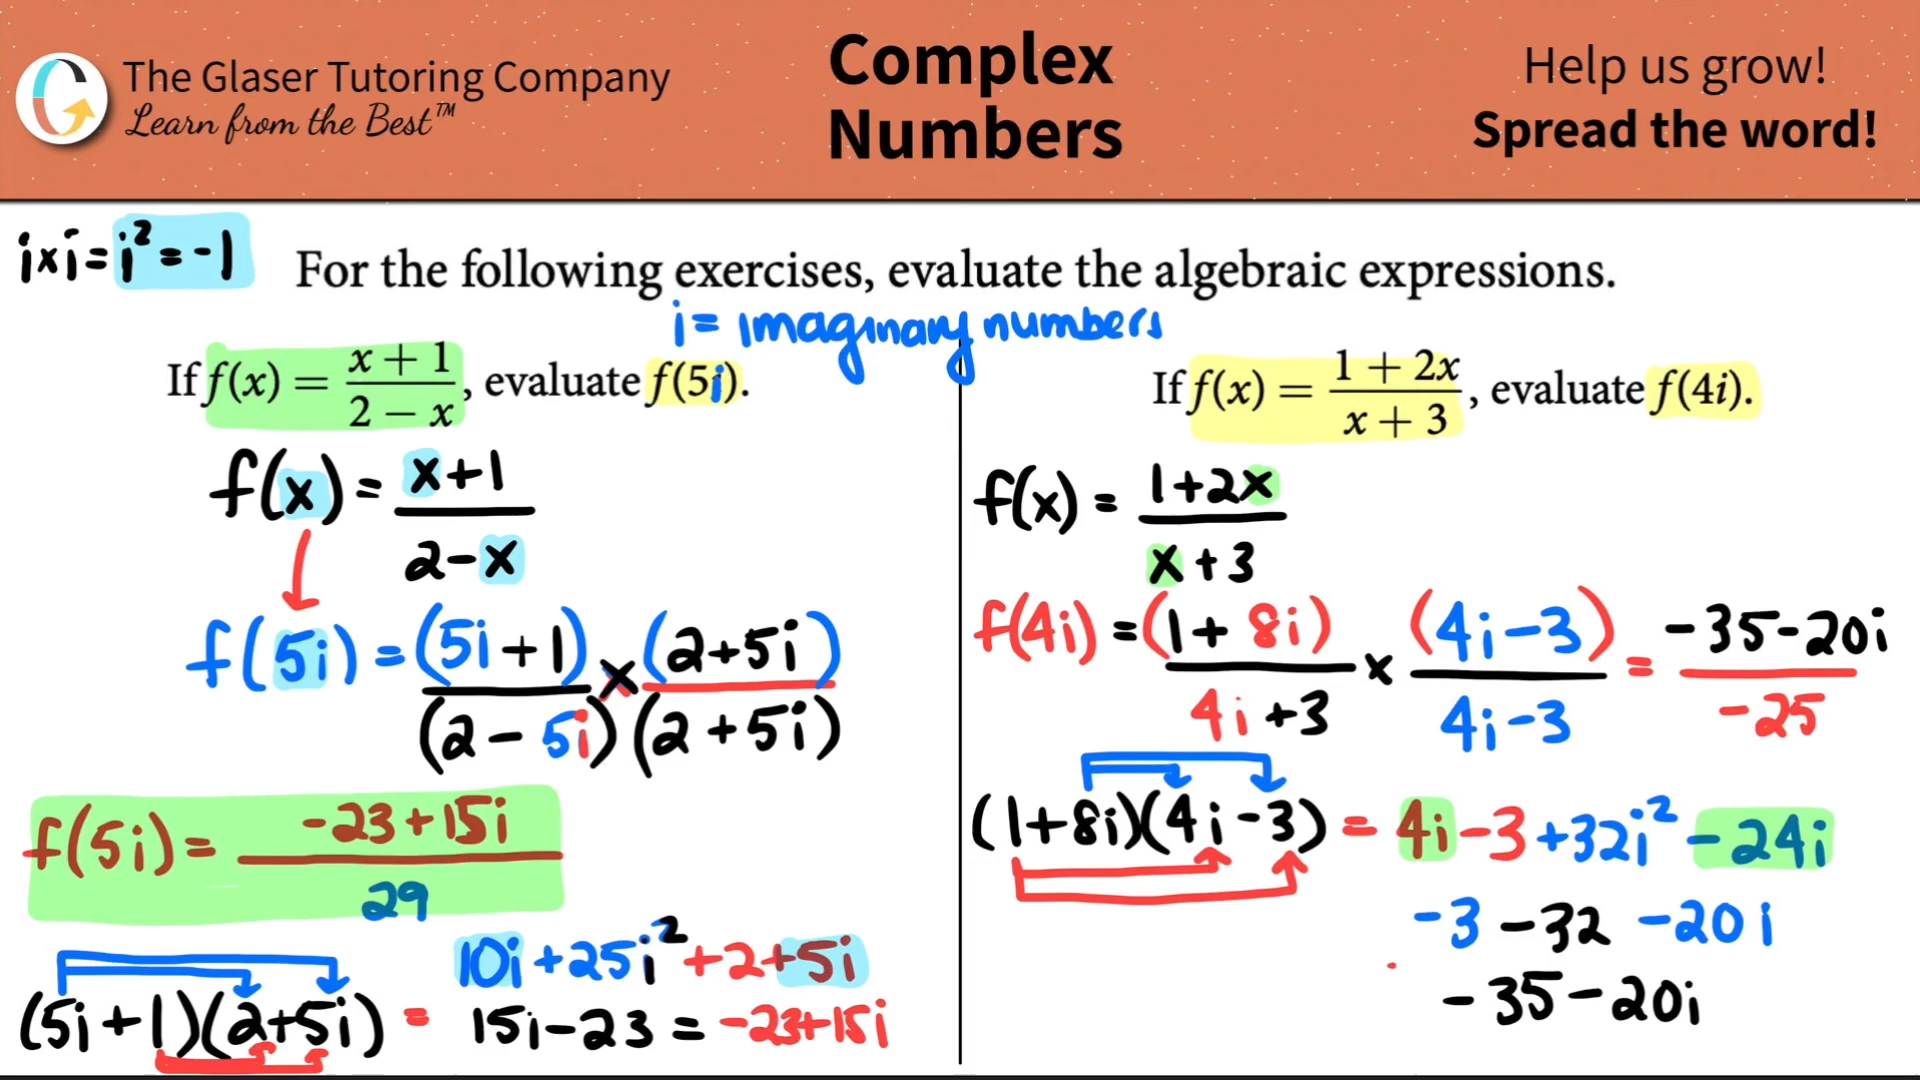 The Glaser Tutoring Company
Learn from the Best™
Complex
Numbers
Help us grow!
Spread the word!
i×i = i² = -1
For the following exercises, evaluate the algebraic expressions.
i = imaginary numbers
If f(x) = (x + 1)/(2 − x), evaluate f(5i).
f(x) = (x+1)/(2-x)
f(5i) = (5i+1)/(2-5i) × (2+5i)/(2+5i)
f(5i) = (-23+15i)/29
(5i+1)(2+5i) = 10i+25i²+2+5i
15i-23 = -23+15i
If f(x) = (1 + 2x)/(x + 3), evaluate f(4i).
f(x) = (1+2x)/(x+3)
f(4i) = (1+8i)/(4i+3) × (4i-3)/(4i-3) = (-35-20i)/(-25)
(1+8i)(4i-3) = 4i-3+32i²-24i
-3-32-20i
-35-20i